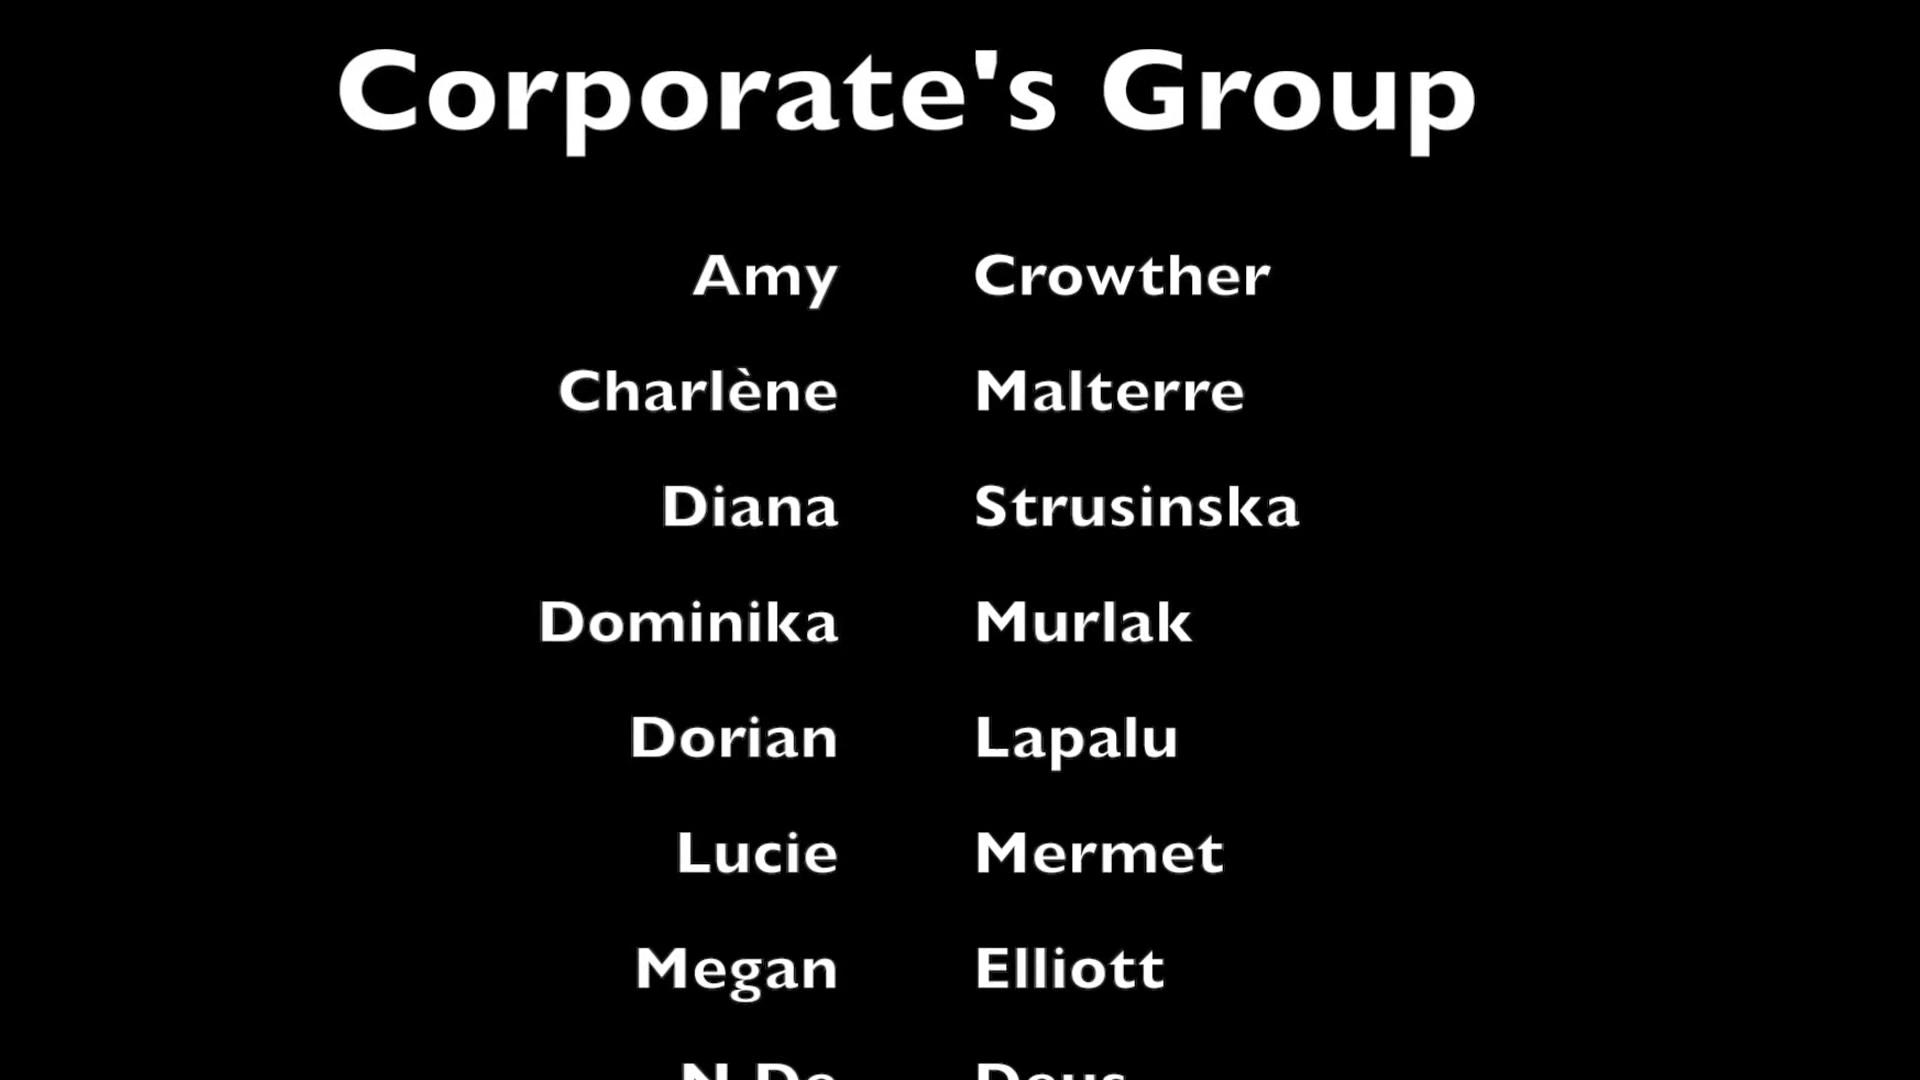 Corporate's Group
Amy Crowther
Charlène Malterre
Diana Strusinska
Dominika Murlak
Dorian Lapalu
Lucie Mermet
Megan Elliott